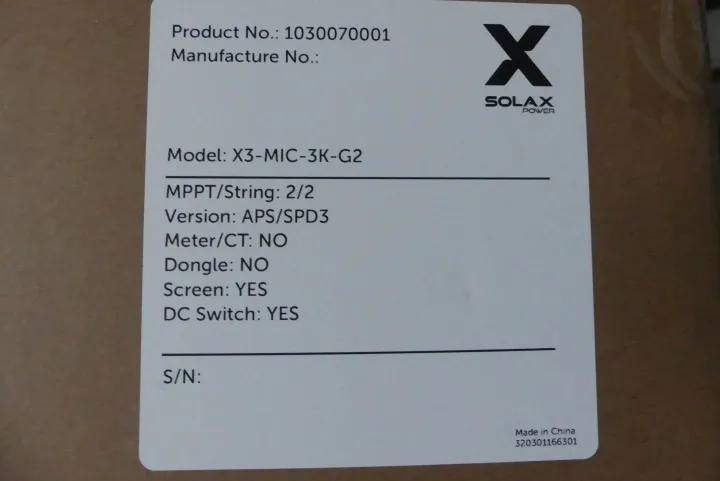 Product No.: 1030070001
Manufacture No.:
X
SOLAX
POWER
Model: X3-MIC-3K-G2
MPPT/String: 2/2
Version: APS/SPD3
Meter/CT: NO
Dongle: NO
Screen: YES
DC Switch: YES
S/N:
Made in China
320301166301